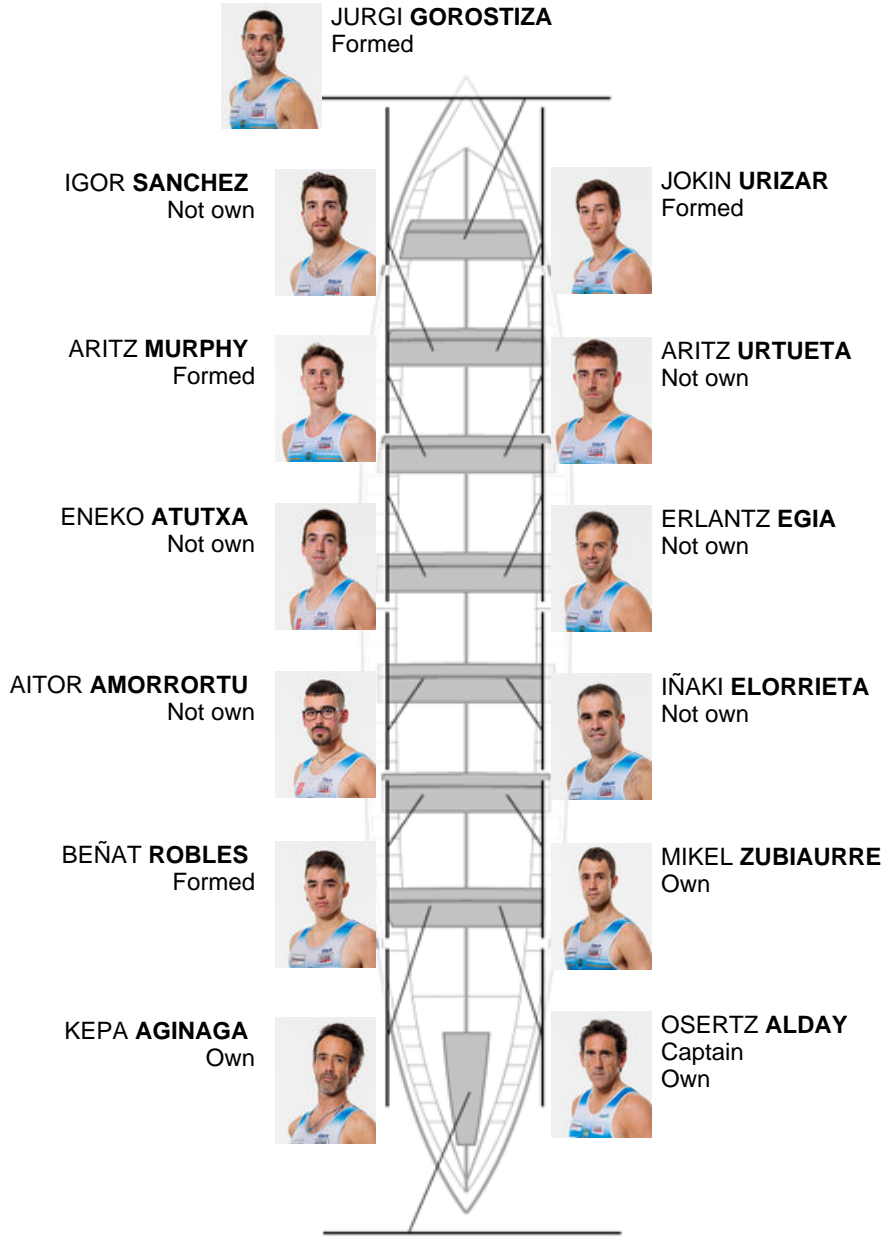 JURGI GOROSTIZA
Formed
IGOR SANCHEZ
Not own
JOKIN URIZAR
Formed
ARITZ MURPHY
Formed
ARITZ URTUETA
Not own
ENEKO ATUTXA
Not own
ERLANTZ EGIA
Not own
AITOR AMORRORTU
Not own
IÑAKI ELORRIETA
Not own
BEÑAT ROBLES
Formed
MIKEL ZUBIAURRE
Own
KEPA AGINAGA
Own
OSERTZ ALDAY
Captain
Own